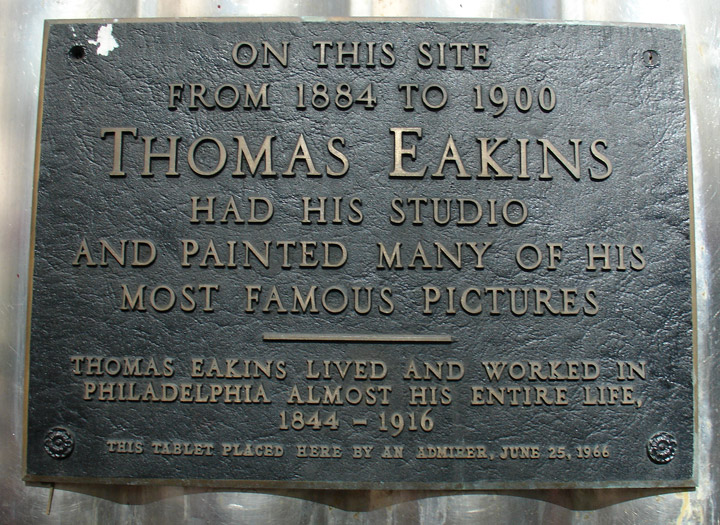 ON THIS SITE
FROM 1884 TO 1900
THOMAS EAKINS
HAD HIS STUDIO
AND PAINTED MANY OF HIS
MOST FAMOUS PICTURES
THOMAS EAKINS LIVED AND WORKED IN
PHILADELPHIA ALMOST HIS ENTIRE LIFE,
1844 – 1916
THIS TABLET PLACED HERE BY AN ADMIRER, JUNE 25, 1966